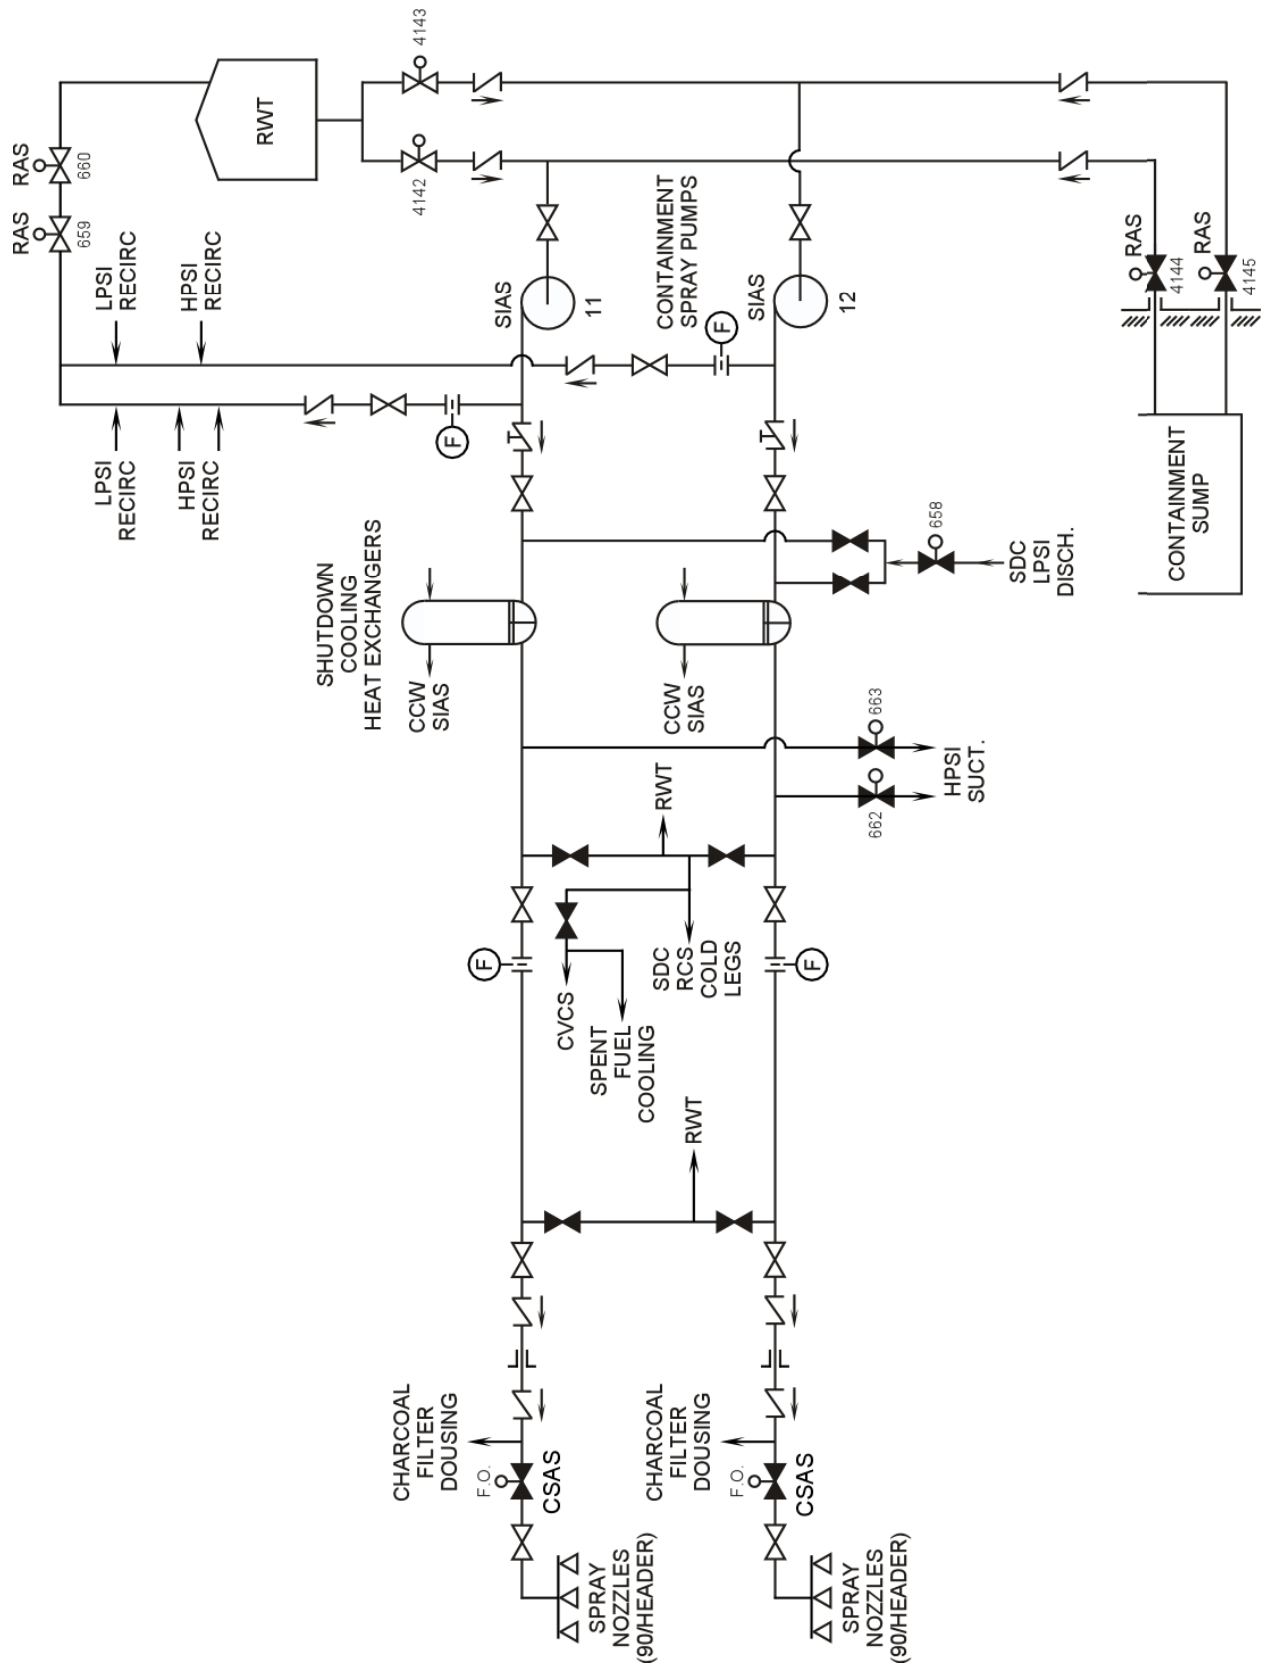 SPRAY
NOZZLES
(90/HEADER)
CHARCOAL
FILTER
DOUSING
F.O.
CSAS
SPRAY
NOZZLES
(90/HEADER)
CHARCOAL
FILTER
DOUSING
F.O.
CSAS
RWT
F
F
CVCS
SPENT
FUEL
COOLING
SDC
RCS
COLD
LEGS
RWT
662
663
HPSI
SUCT.
SHUTDOWN
COOLING
HEAT EXCHANGERS
CCW
SIAS
CCW
SIAS
658
SDC
LPSI
DISCH.
LPSI
RECIRC
HPSI
RECIRC
F
F
LPSI
RECIRC
HPSI
RECIRC
SIAS
11
CONTAINMENT
SPRAY PUMPS
SIAS
12
CONTAINMENT
SUMP
RAS
4144
RAS
4145
RAS
659
RAS
660
RWT
4142
4143